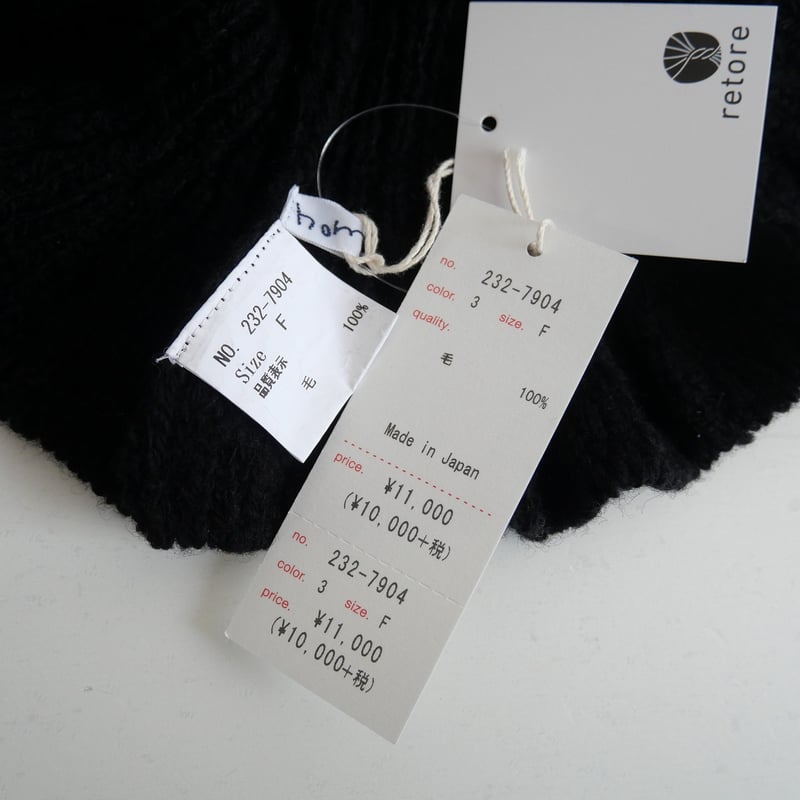 retore
NO. 232-7904
Size F
品質表示
毛 100%
no. 232-7904
color. 3 size. F
quality.
毛 100%
Made in Japan
price. ¥11,000
(¥10,000+税)
no. 232-7904
color. 3 size. F
price. ¥11,000
(¥10,000+税)